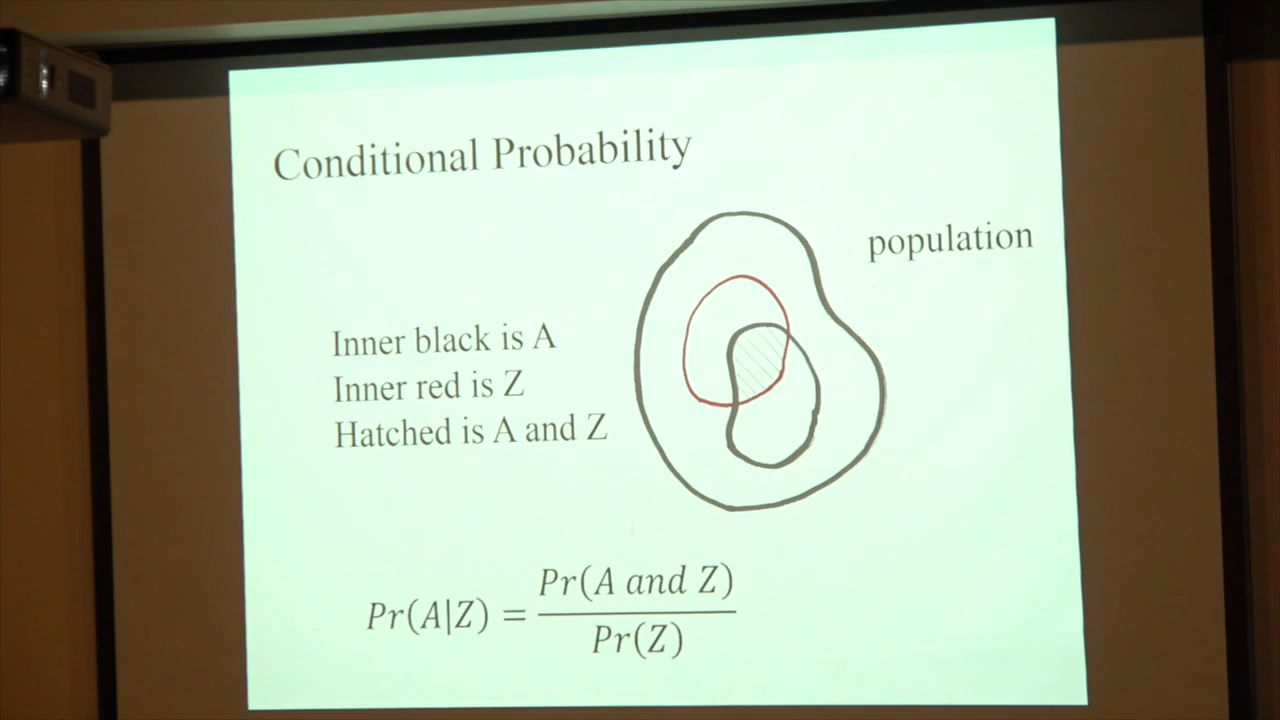 Conditional Probability
population
Inner black is A
Inner red is Z
Hatched is A and Z
Pr(A|Z) = Pr(A and Z) / Pr(Z)